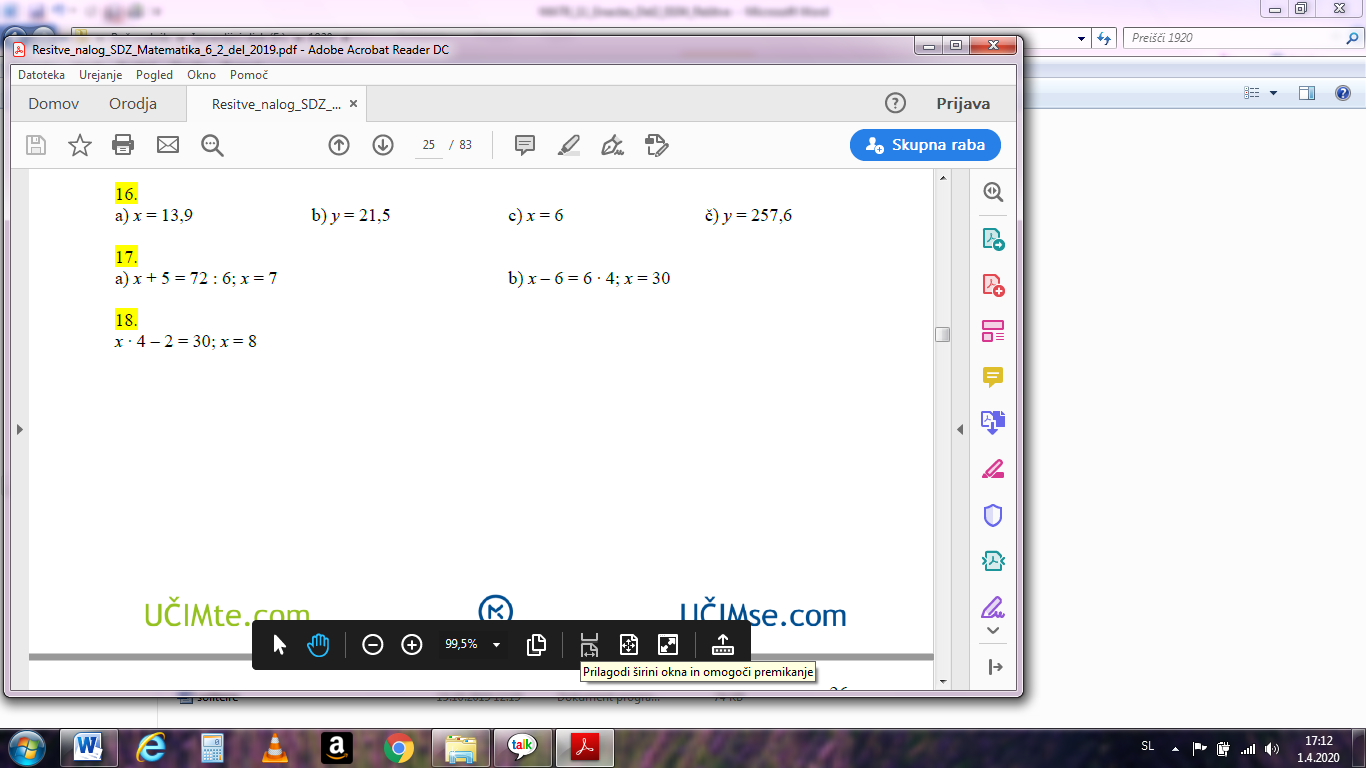 Resitve_nalog_SDZ_Matematika_6_2_del_2019.pdf - Adobe Acrobat Reader DC
Preišči 1920
Datoteka Urejanje Pogled Okno Pomoč
Domov Orodja Resitve_nalog_SDZ_... × Prijava
25 / 83 Skupna raba
16.
a) x = 13,9 b) y = 21,5 c) x = 6 č) y = 257,6
17.
a) x + 5 = 72 : 6; x = 7 b) x – 6 = 6 · 4; x = 30
18.
x · 4 – 2 = 30; x = 8
UČIMte.com UČIMse.com
99,5%
Prilagodi širini okna in omogoči premikanje
talk
SL
17:12
1.4.2020